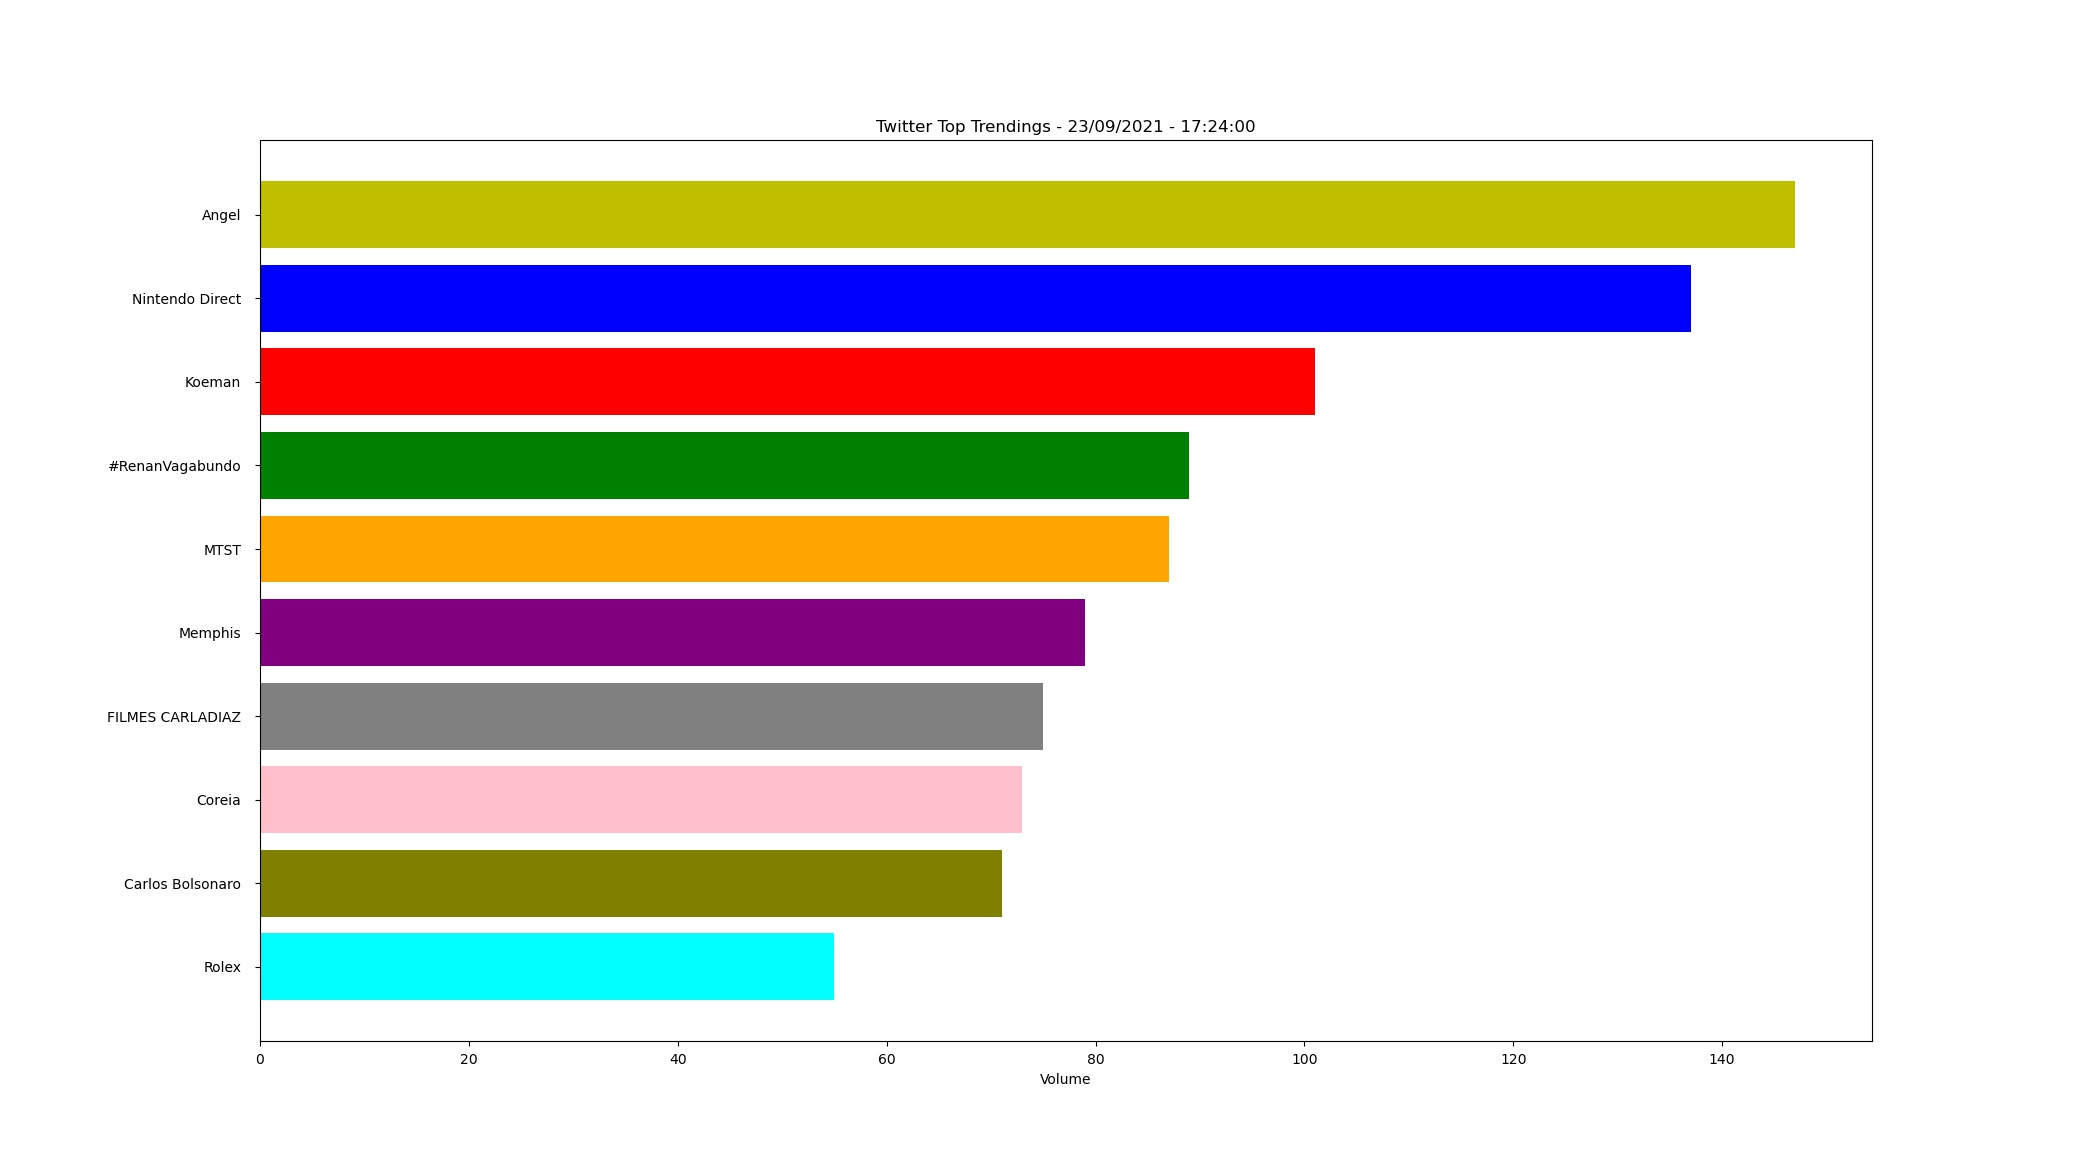 Twitter Top Trendings - 23/09/2021 - 17:24:00
Angel
Nintendo Direct
Koeman
#RenanVagabundo
MTST
Memphis
FILMES CARLADIAZ
Coreia
Carlos Bolsonaro
Rolex
0 20 40 60 80 100 120 140
Volume